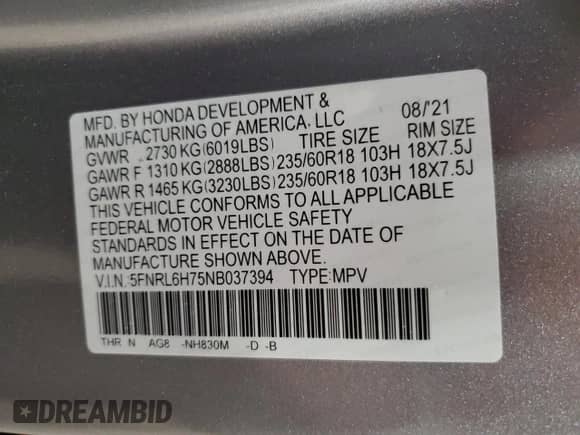 MFD. BY HONDA DEVELOPMENT & 08/'21
MANUFACTURING OF AMERICA, LLC
GVWR 2730 KG(6019LBS) TIRE SIZE RIM SIZE
GAWR F 1310 KG(2888LBS) 235/60R18 103H 18X7.5J
GAWR R 1465 KG(3230LBS) 235/60R18 103H 18X7.5J
THIS VEHICLE CONFORMS TO ALL APPLICABLE
FEDERAL MOTOR VEHICLE SAFETY
STANDARDS IN EFFECT ON THE DATE OF
MANUFACTURE SHOWN ABOVE.
V.I.N.:5FNRL6H75NB037394 TYPE:MPV
THR N AG8 -NH830M -D -B
DREAMBID